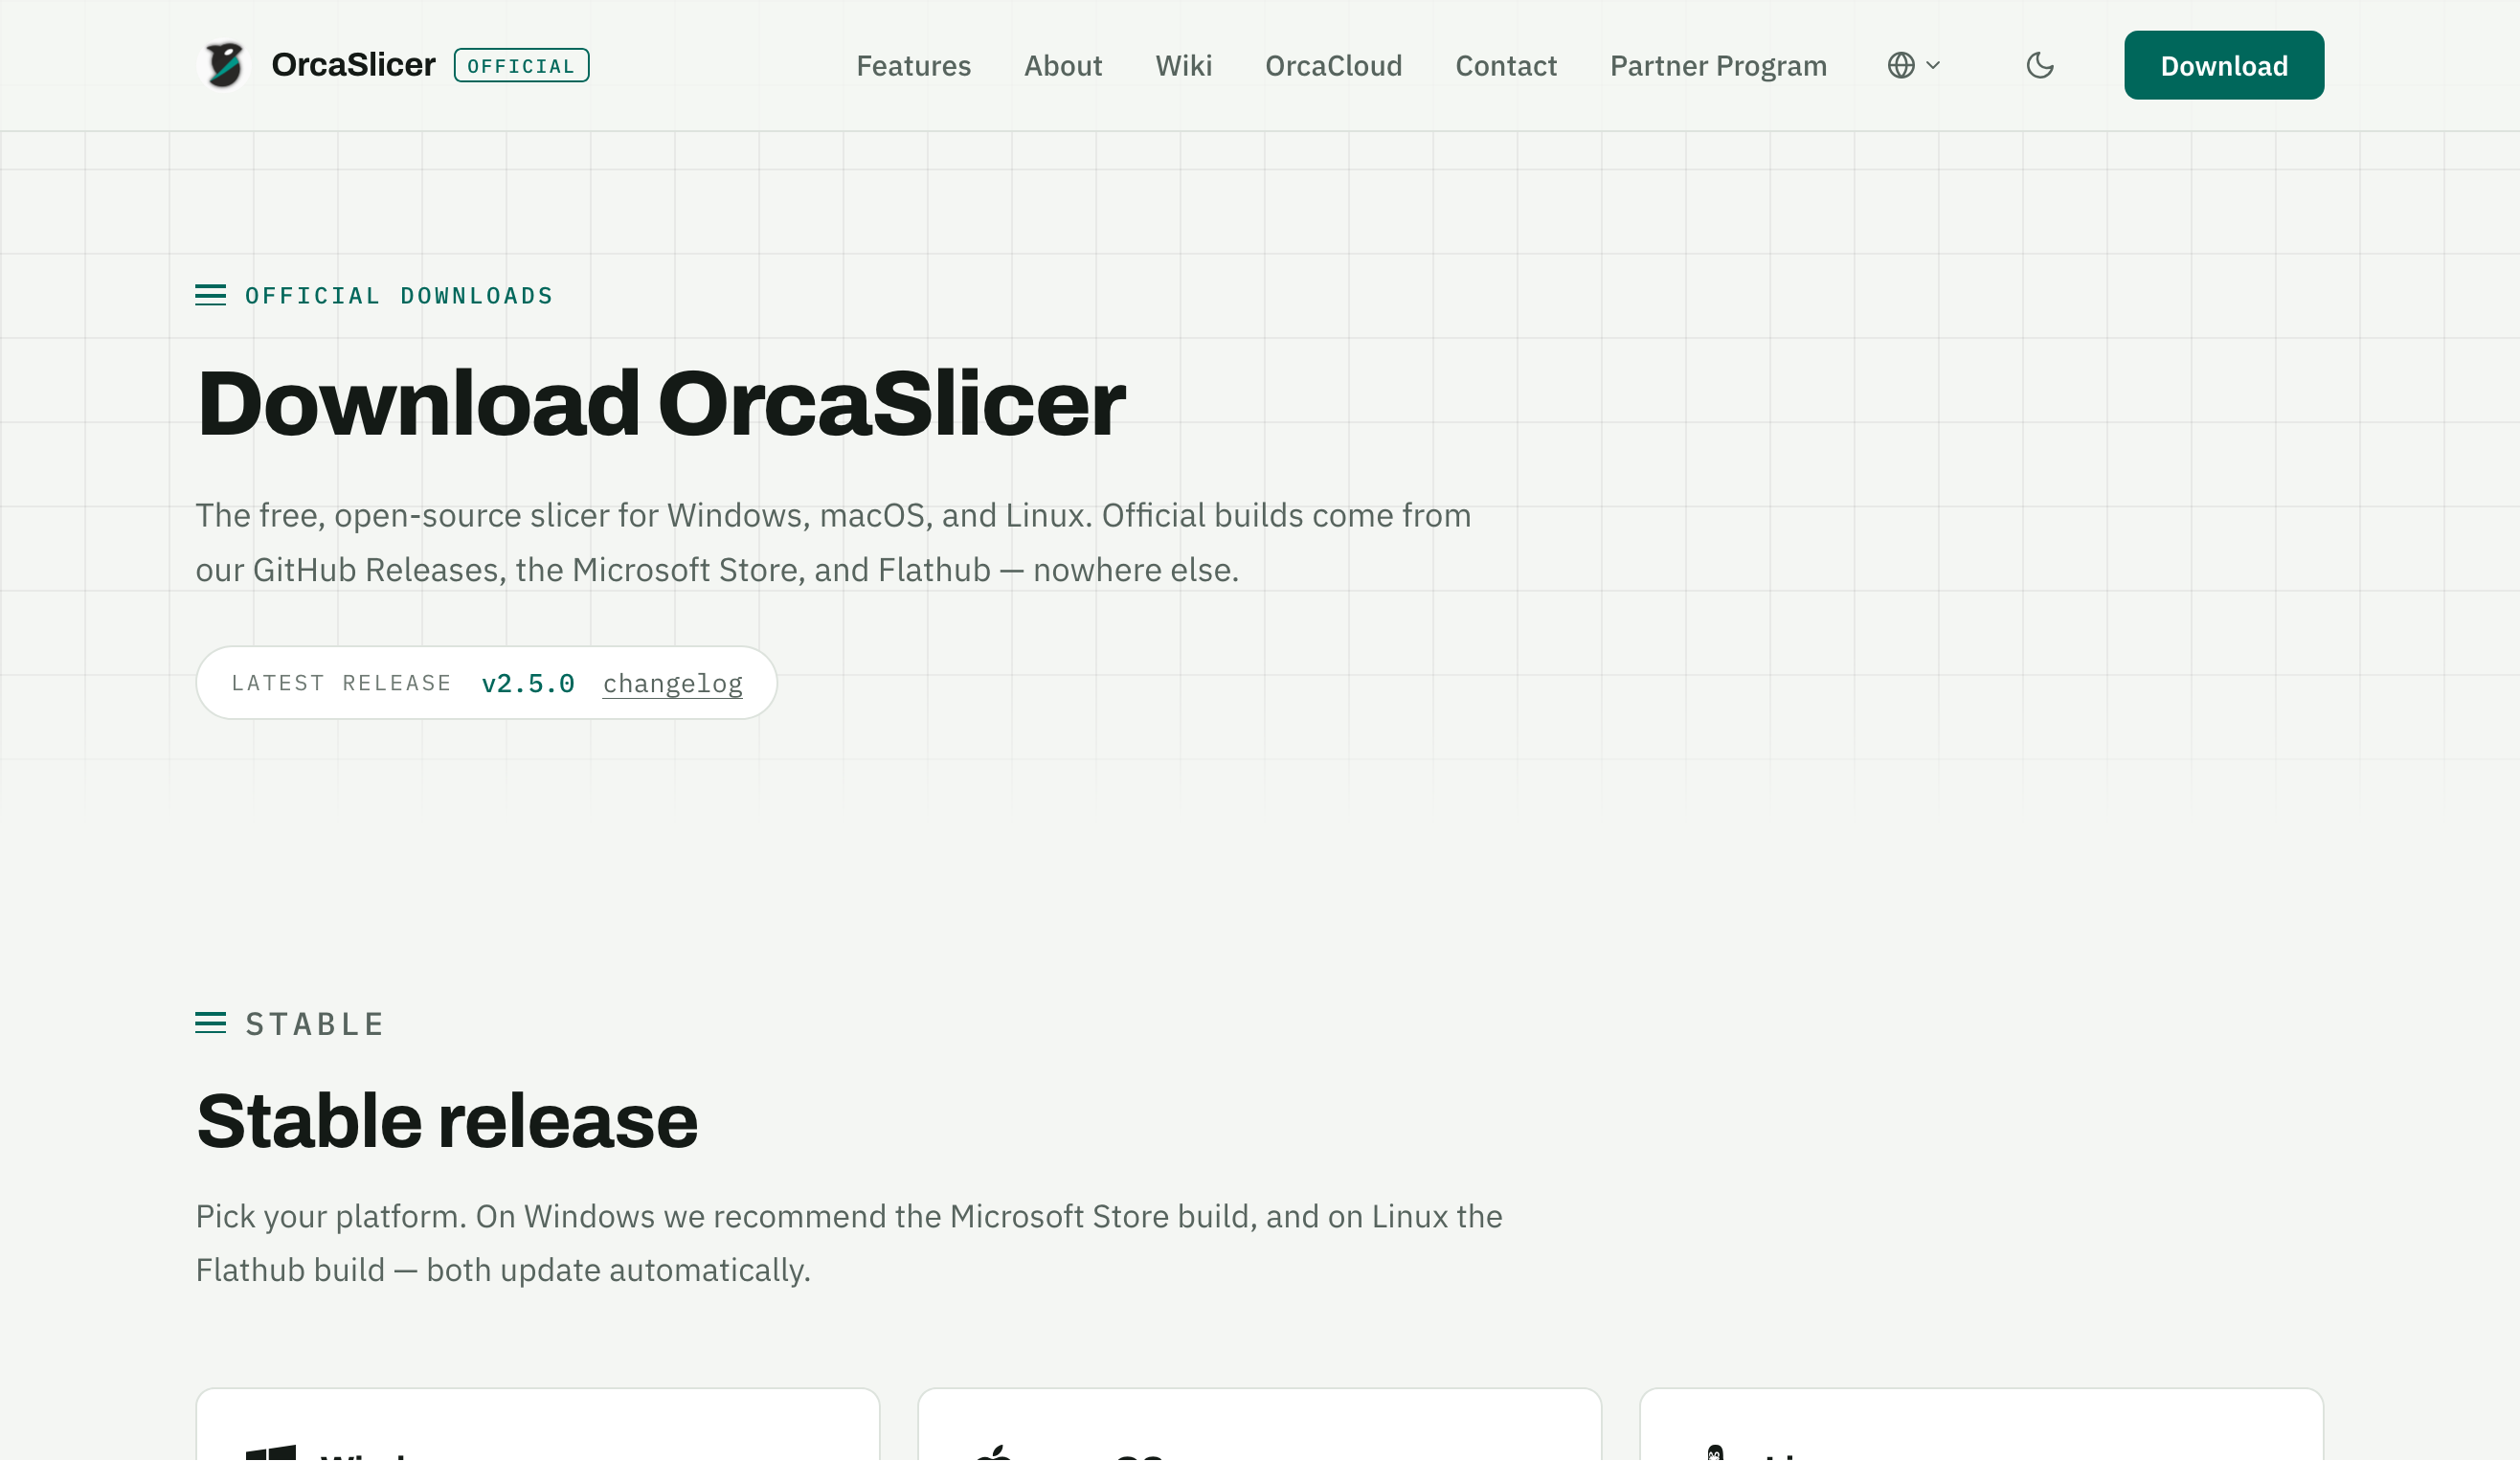 OrcaSlicer OFFICIAL Features About Wiki OrcaCloud Contact Partner Program Download
OFFICIAL DOWNLOADS
Download OrcaSlicer
The free, open-source slicer for Windows, macOS, and Linux. Official builds come from
our GitHub Releases, the Microsoft Store, and Flathub — nowhere else.
LATEST RELEASE v2.5.0 changelog
STABLE
Stable release
Pick your platform. On Windows we recommend the Microsoft Store build, and on Linux the
Flathub build — both update automatically.